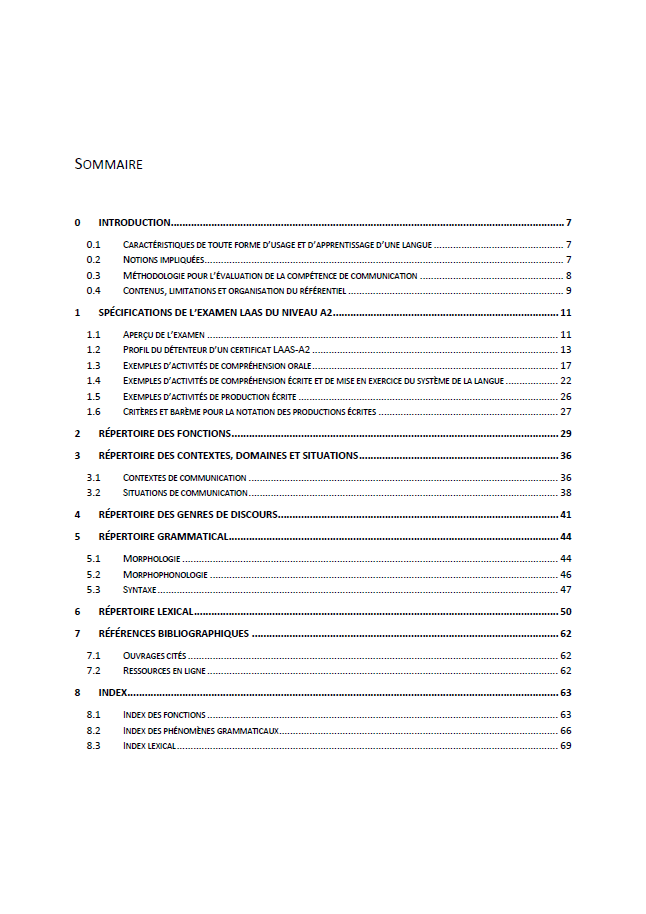 SOMMAIRE
0 INTRODUCTION 7
0.1 CARACTÉRISTIQUES DE TOUTE FORME D'USAGE ET D'APPRENTISSAGE D'UNE LANGUE 7
0.2 NOTIONS IMPLIQUÉES 7
0.3 MÉTHODOLOGIE POUR L'ÉVALUATION DE LA COMPÉTENCE DE COMMUNICATION 8
0.4 CONTENUS, LIMITATIONS ET ORGANISATION DU RÉFÉRENTIEL 9
1 SPÉCIFICATIONS DE L'EXAMEN LAAS DU NIVEAU A2 11
1.1 APERÇU DE L'EXAMEN 11
1.2 PROFIL DU DÉTENTEUR D'UN CERTIFICAT LAAS-A2 13
1.3 EXEMPLES D'ACTIVITÉS DE COMPRÉHENSION ORALE 17
1.4 EXEMPLES D'ACTIVITÉS DE COMPRÉHENSION ÉCRITE ET DE MISE EN EXERCICE DU SYSTÈME DE LA LANGUE 22
1.5 EXEMPLES D'ACTIVITÉS DE PRODUCTION ÉCRITE 26
1.6 CRITÈRES ET BARÈME POUR LA NOTATION DES PRODUCTIONS ÉCRITES 27
2 RÉPERTOIRE DES FONCTIONS 29
3 RÉPERTOIRE DES CONTEXTES, DOMAINES ET SITUATIONS 36
3.1 CONTEXTES DE COMMUNICATION 36
3.2 SITUATIONS DE COMMUNICATION 38
4 RÉPERTOIRE DES GENRES DE DISCOURS 41
5 RÉPERTOIRE GRAMMATICAL 44
5.1 MORPHOLOGIE 44
5.2 MORPHOPHONOLOGIE 46
5.3 SYNTAXE 47
6 RÉPERTOIRE LEXICAL 50
7 RÉFÉRENCES BIBLIOGRAPHIQUES 62
7.1 OUVRAGES CITÉS 62
7.2 RESSOURCES EN LIGNE 62
8 INDEX 63
8.1 INDEX DES FONCTIONS 63
8.2 INDEX DES PHÉNOMÈNES GRAMMATICAUX 66
8.3 INDEX LEXICAL 69